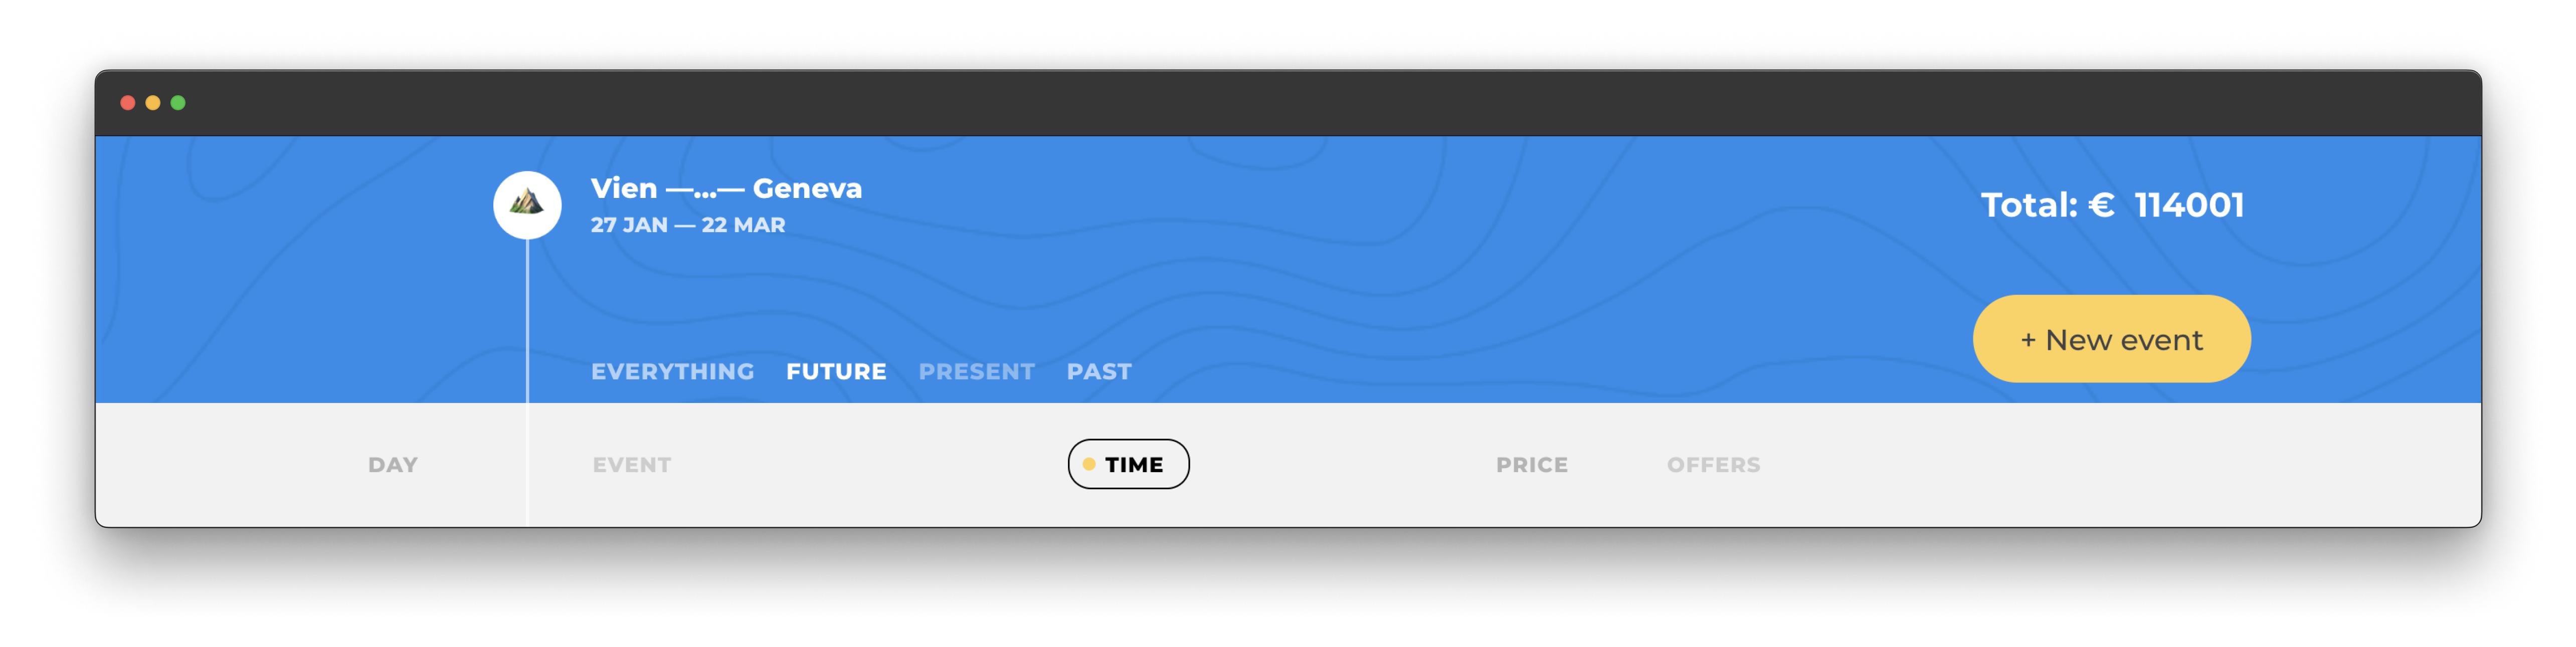 Vien —...— Geneva
27 JAN — 22 MAR
Total: € 114001
+ New event
EVERYTHING FUTURE PRESENT PAST
DAY EVENT TIME PRICE OFFERS